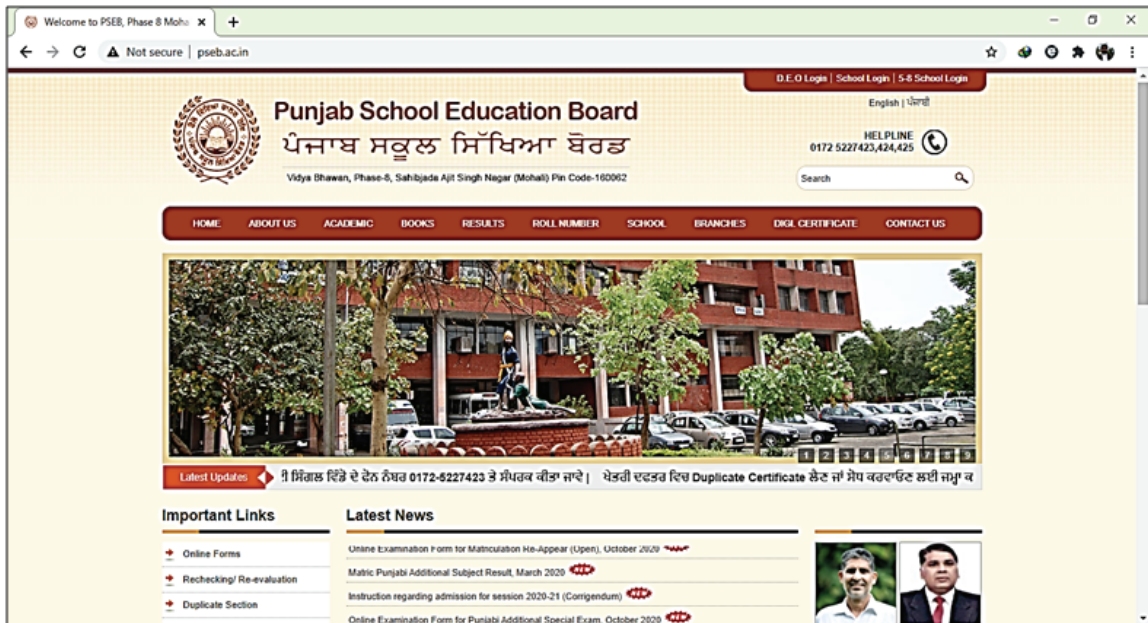 Welcome to PSEB, Phase 8 Moha
Not secure | pseb.ac.in
D.E.O Login | School Login | 5-8 School Login
English | ਪੰਜਾਬੀ
Punjab School Education Board
ਪੰਜਾਬ ਸਕੂਲ ਸਿੱਖਿਆ ਬੋਰਡ
Vidya Bhawan, Phase-8, Sahibjada Ajit Singh Nagar (Mohali) Pin Code-160062
HELPLINE
0172 5227423,424,425
Search
HOME ABOUT US ACADEMIC BOOKS RESULTS ROLL NUMBER SCHOOL BRANCHES DIGI. CERTIFICATE CONTACT US
1 2 3 4 5 6 7 8 9
Latest Updates ੀ ਸਿੰਗਲ ਵਿੰਡੋ ਦੇ ਫੋਨ ਨੰਬਰ 0172-5227423 ਤੇ ਸੰਪਰਕ ਕੀਤਾ ਜਾਵੇ | ਖੇਤਰੀ ਦਫਤਰ ਵਿਚ Duplicate Certificate ਲੈਣ ਜਾਂ ਸੋਧ ਕਰਵਾਉਣ ਲਈ ਜਮ੍ਹਾ ਕ
Important Links
Online Forms
Rechecking/ Re-evaluation
Duplicate Section
Latest News
Online Examination Form for Matriculation Re-Appear (Open), October 2020
Matric Punjabi Additional Subject Result, March 2020
Instruction regarding admission for session 2020-21 (Corrigendum)
Online Examination Form for Punjabi Additional Special Exam, October 2020